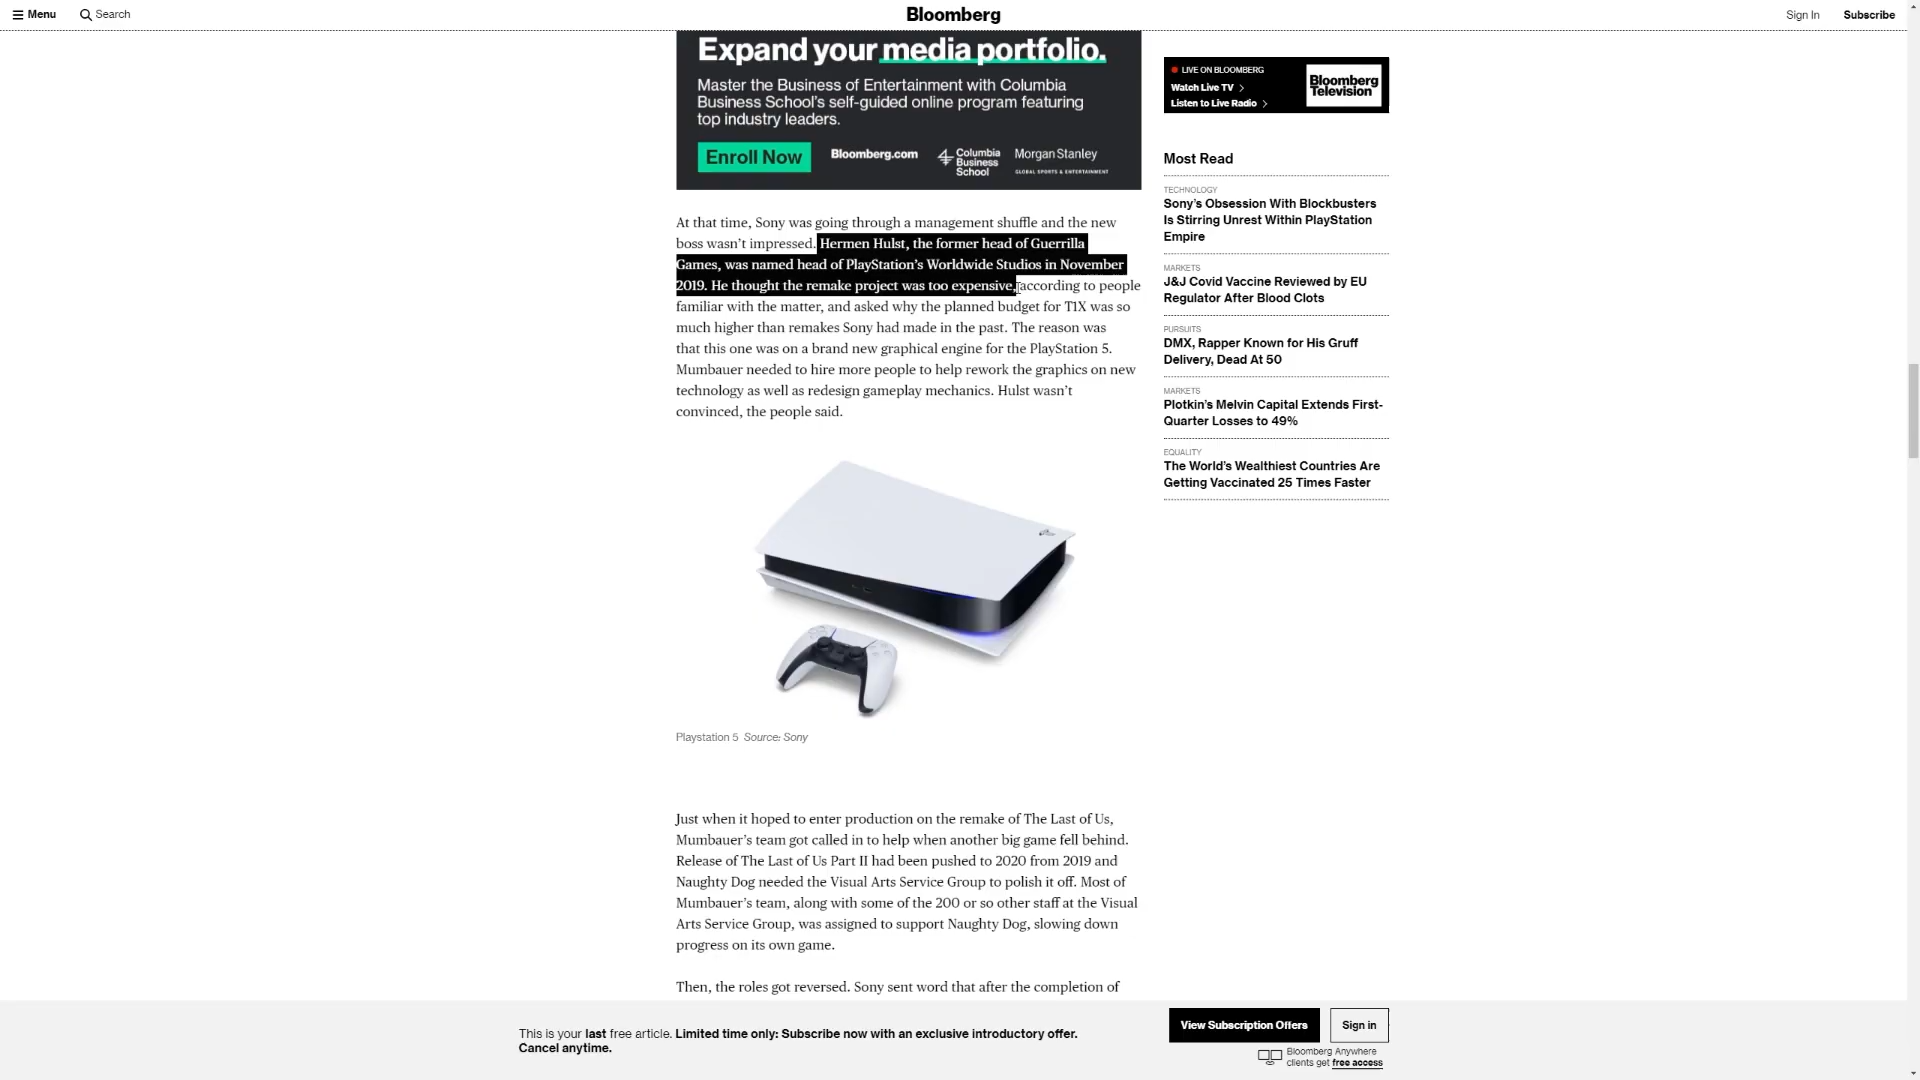 Menu
Search
Bloomberg
Sign In
Subscribe
Expand your media portfolio.
Master the Business of Entertainment with Columbia
Business School's self-guided online program featuring
top industry leaders.
Enroll Now
Bloomberg.com
Columbia
Business
School
Morgan Stanley
GLOBAL SPORTS & ENTERTAINMENT
At that time, Sony was going through a management shuffle and the new
boss wasn't impressed. Hermen Hulst, the former head of Guerrilla
Games, was named head of PlayStation's Worldwide Studios in November
2019. He thought the remake project was too expensive, according to people
familiar with the matter, and asked why the planned budget for T1X was so
much higher than remakes Sony had made in the past. The reason was
that this one was on a brand new graphical engine for the PlayStation 5.
Mumbauer needed to hire more people to help rework the graphics on new
technology as well as redesign gameplay mechanics. Hulst wasn't
convinced, the people said.
Playstation 5 Source: Sony
Just when it hoped to enter production on the remake of The Last of Us,
Mumbauer's team got called in to help when another big game fell behind.
Release of The Last of Us Part II had been pushed to 2020 from 2019 and
Naughty Dog needed the Visual Arts Service Group to polish it off. Most of
Mumbauer's team, along with some of the 200 or so other staff at the Visual
Arts Service Group, was assigned to support Naughty Dog, slowing down
progress on its own game.
Then, the roles got reversed. Sony sent word that after the completion of
LIVE ON BLOOMBERG
Watch Live TV
Listen to Live Radio
Bloomberg
Television
Most Read
TECHNOLOGY
Sony's Obsession With Blockbusters
Is Stirring Unrest Within PlayStation
Empire
MARKETS
J&J Covid Vaccine Reviewed by EU
Regulator After Blood Clots
PURSUITS
DMX, Rapper Known for His Gruff
Delivery, Dead At 50
MARKETS
Plotkin's Melvin Capital Extends First-
Quarter Losses to 49%
EQUALITY
The World's Wealthiest Countries Are
Getting Vaccinated 25 Times Faster
This is your last free article. Limited time only: Subscribe now with an exclusive introductory offer.
Cancel anytime.
View Subscription Offers
Sign in
Bloomberg Anywhere
clients get free access